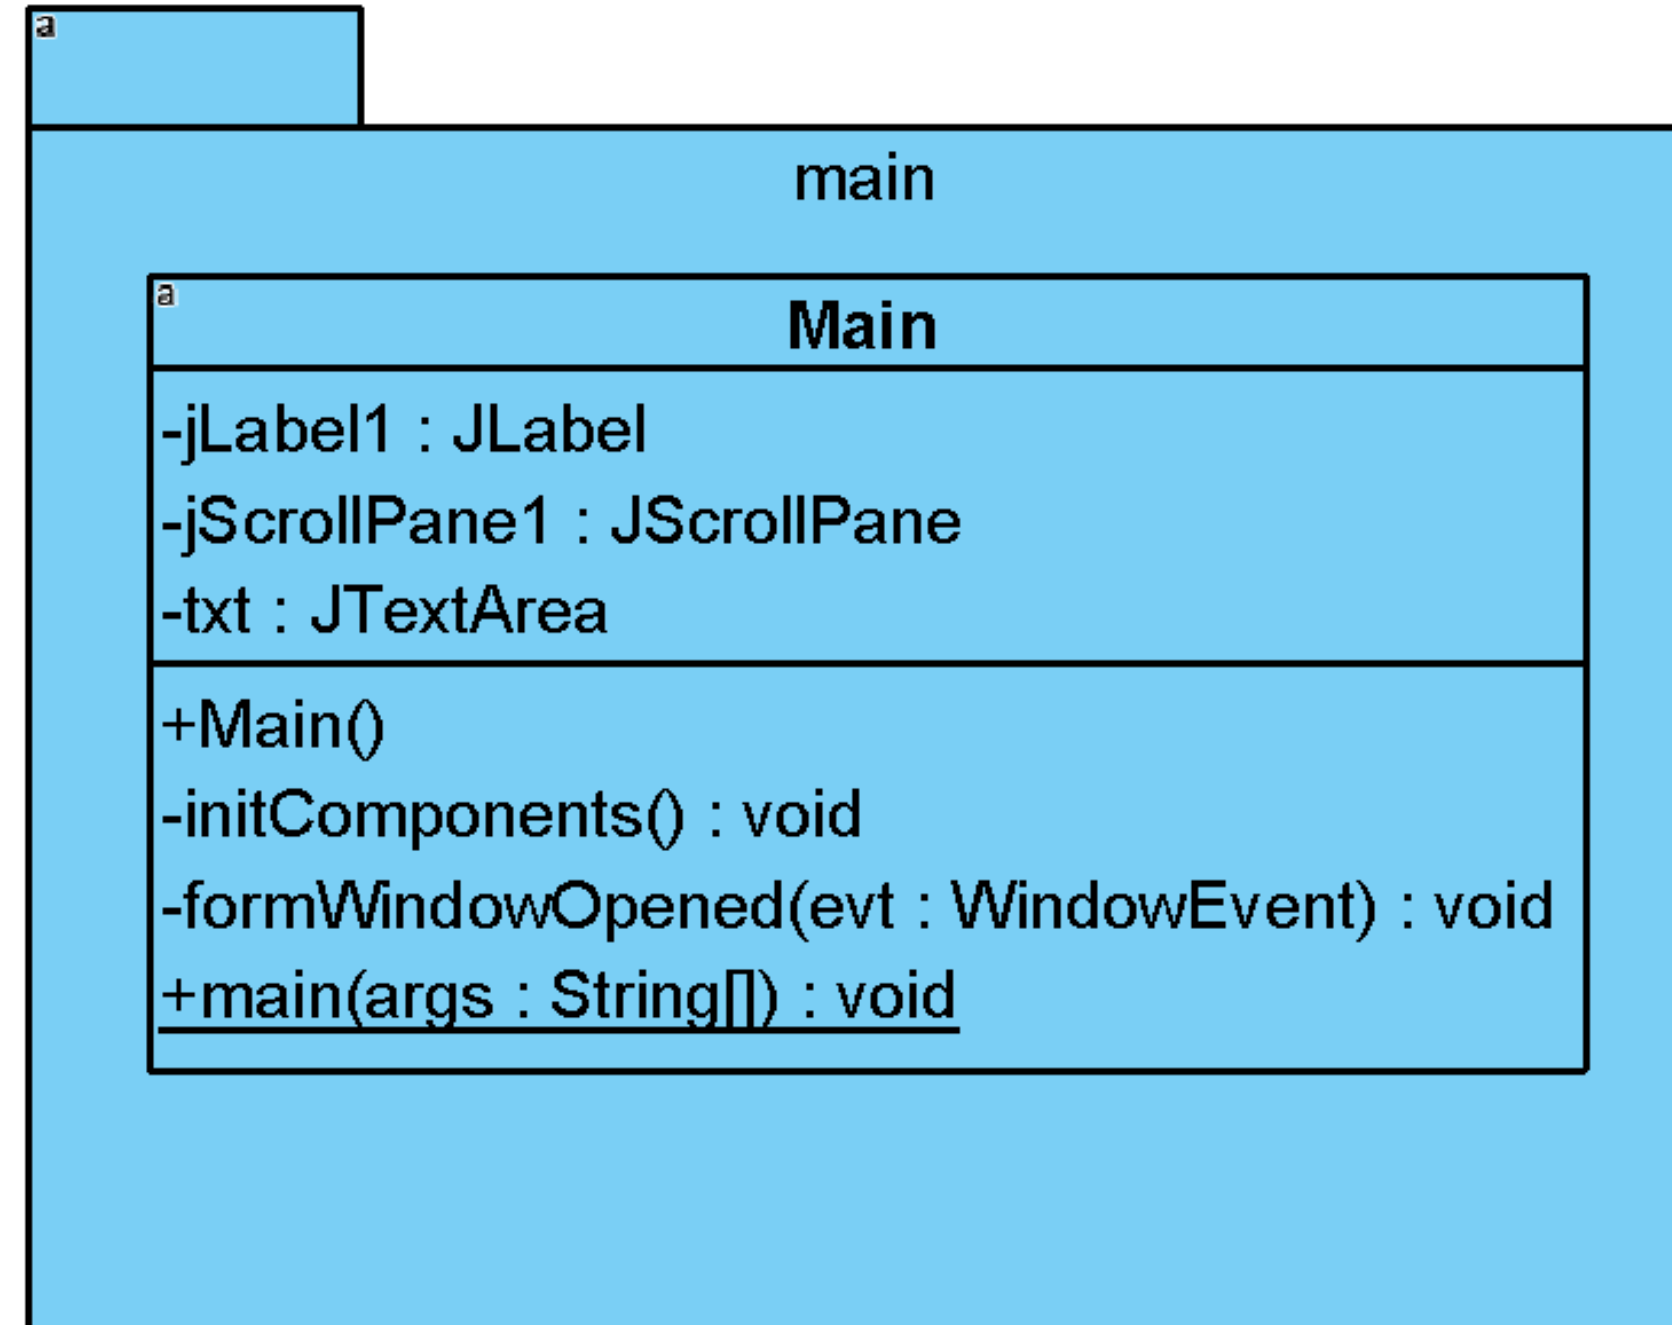 a
main
a
Main
-jLabel1 : JLabel
-jScrollPane1 : JScrollPane
-txt : JTextArea
+Main()
-initComponents() : void
-formWindowOpened(evt : WindowEvent) : void
+main(args : String[]) : void